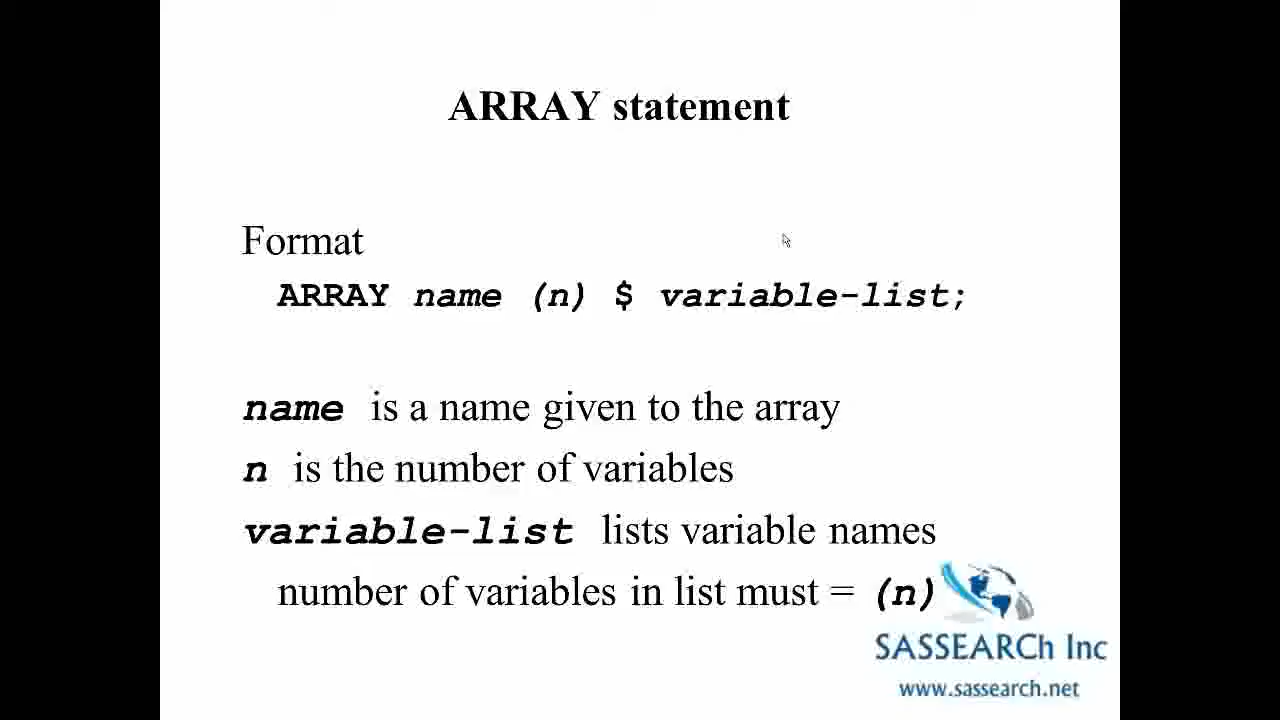 ARRAY statement
Format
ARRAY name (n) $ variable-list;
name is a name given to the array
n is the number of variables
variable-list lists variable names
number of variables in list must = (n)
SASSEARCh Inc
www.sassearch.net